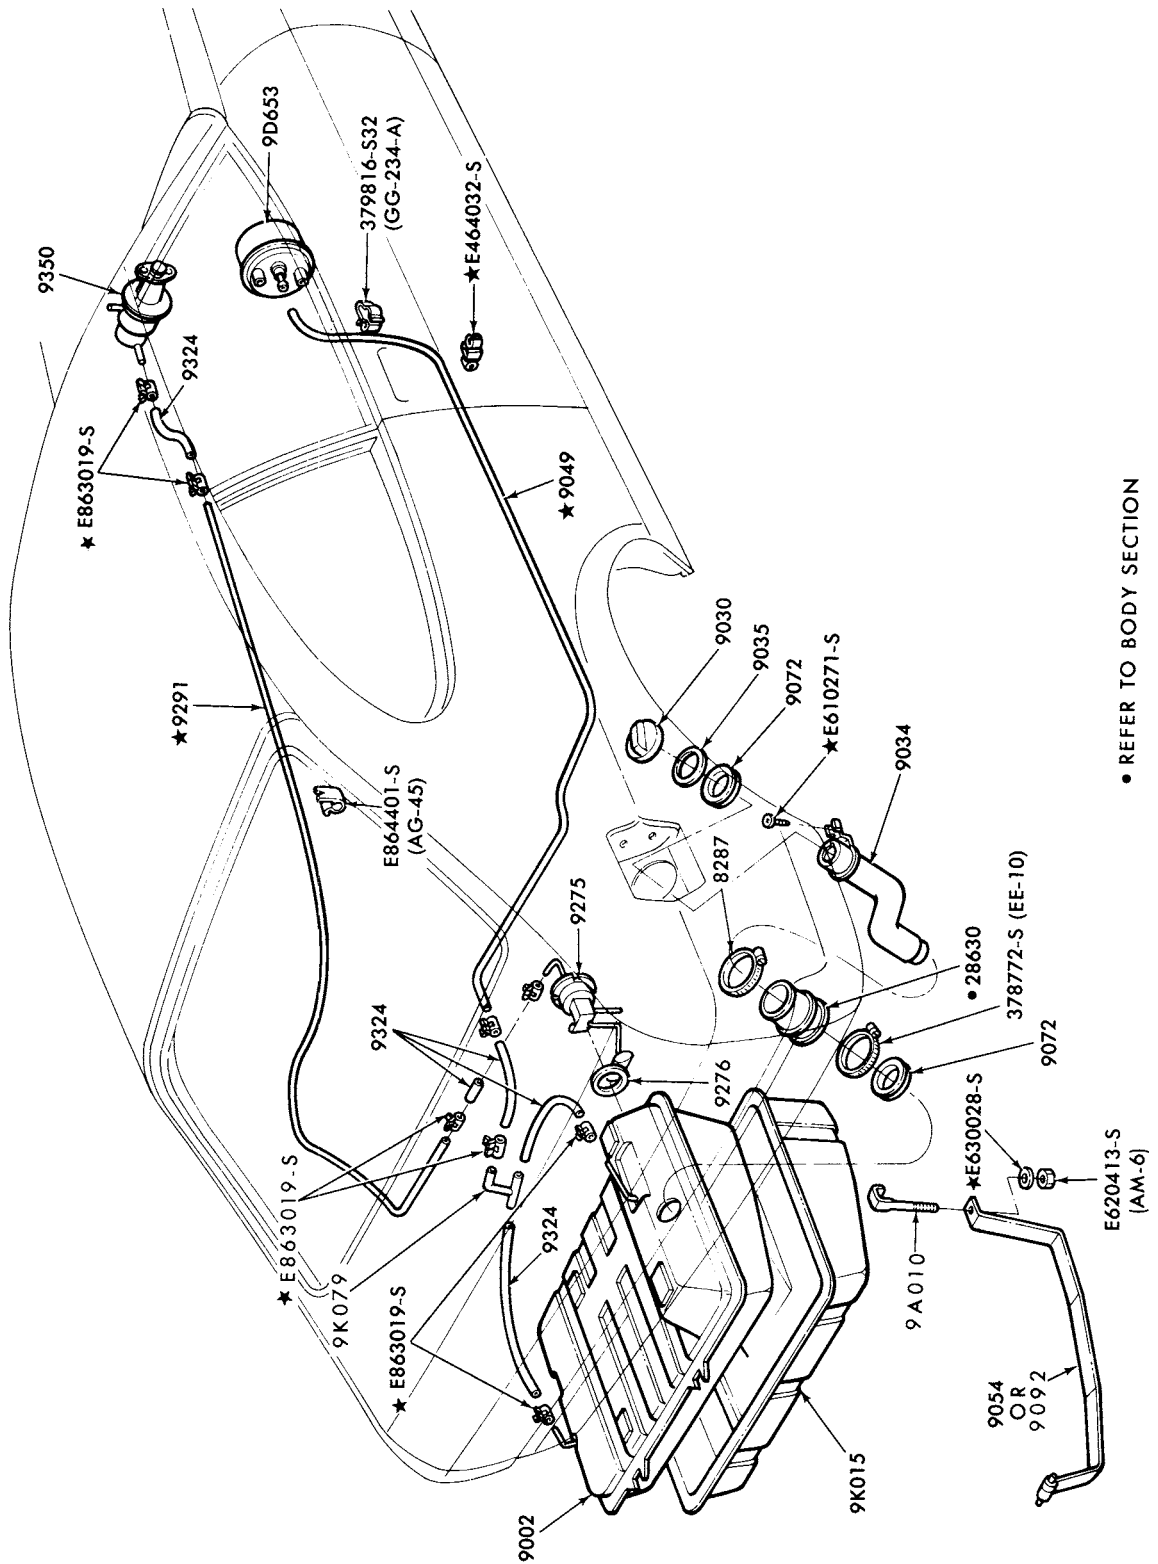 9350
9D653
9324
379816-S32
(GG-234-A)
★E464032-S
★ E863019-S
★9049
★9291
9030
9035
9072
★E610271-S
9034
E864401-S
(AG-45)
9275
8287
9324
9276
•28630
378772-S (EE-10)
9072
★ E863019-S
9K079
★ E863019-S
9324
★E630028-S
E620413-S
(AM-6)
9A010
9054
OR
9092
9002
9K015
• REFER TO BODY SECTION